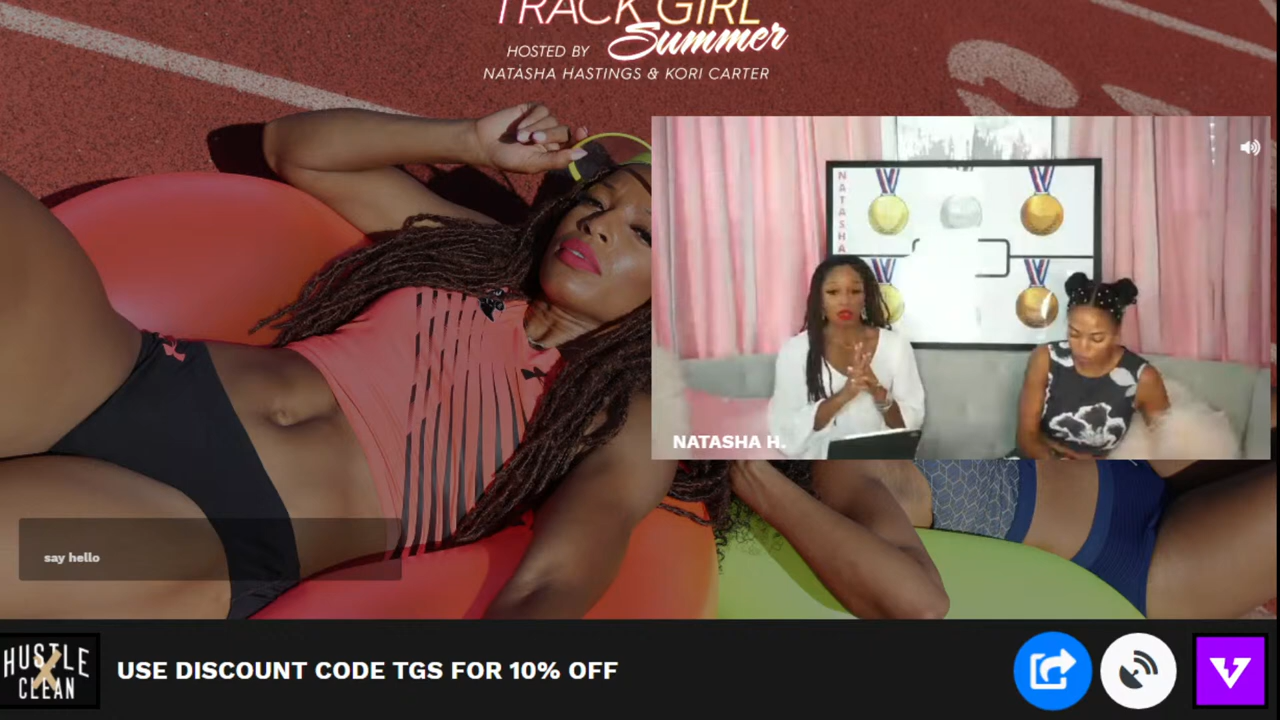 TRACK GIRL
Summer
HOSTED BY
NATASHA HASTINGS & KORI CARTER
NATASHA
NATASHA H.
say hello
HUSTLE
X
CLEAN
USE DISCOUNT CODE TGS FOR 10% OFF